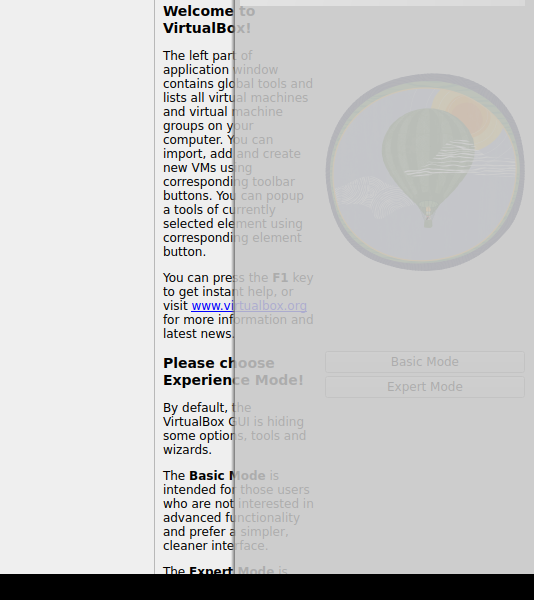 Welcome to
VirtualBox!
The left part of
application window
contains global tools and
lists all virtual machines
and virtual machine
groups on your
computer. You can
import, add and create
new VMs using
corresponding toolbar
buttons. You can popup
a tools of currently
selected element using
corresponding element
button.
You can press the F1 key
to get instant help, or
visit www.virtualbox.org
for more information and
latest news.
Please choose
Experience Mode!
By default, the
VirtualBox GUI is hiding
some options, tools and
wizards.
The Basic Mode is
intended for those users
who are not interested in
advanced functionality
and prefer a simpler,
cleaner interface.
The Expert Mode is
Basic Mode
Expert Mode